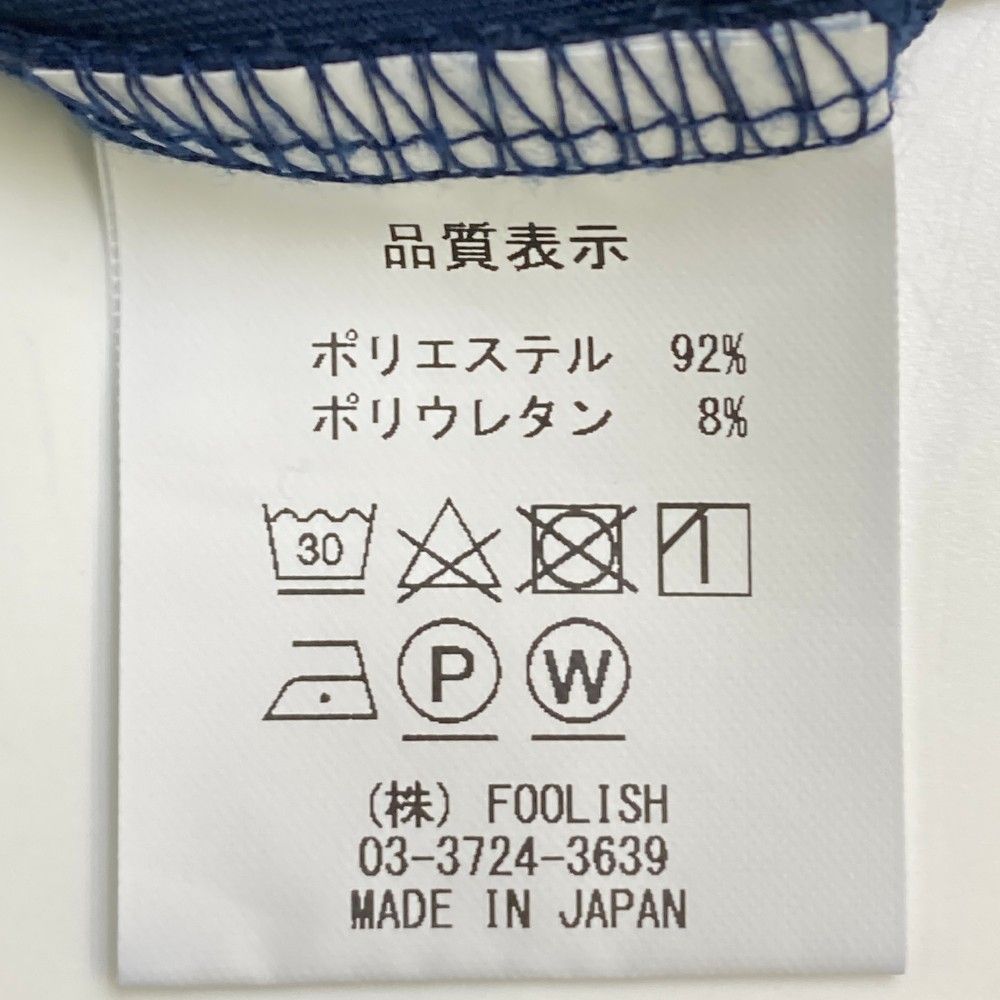 品質表示
ポリエステル 92%
ポリウレタン 8%
30
P W
(株) FOOLISH
03-3724-3639
MADE IN JAPAN